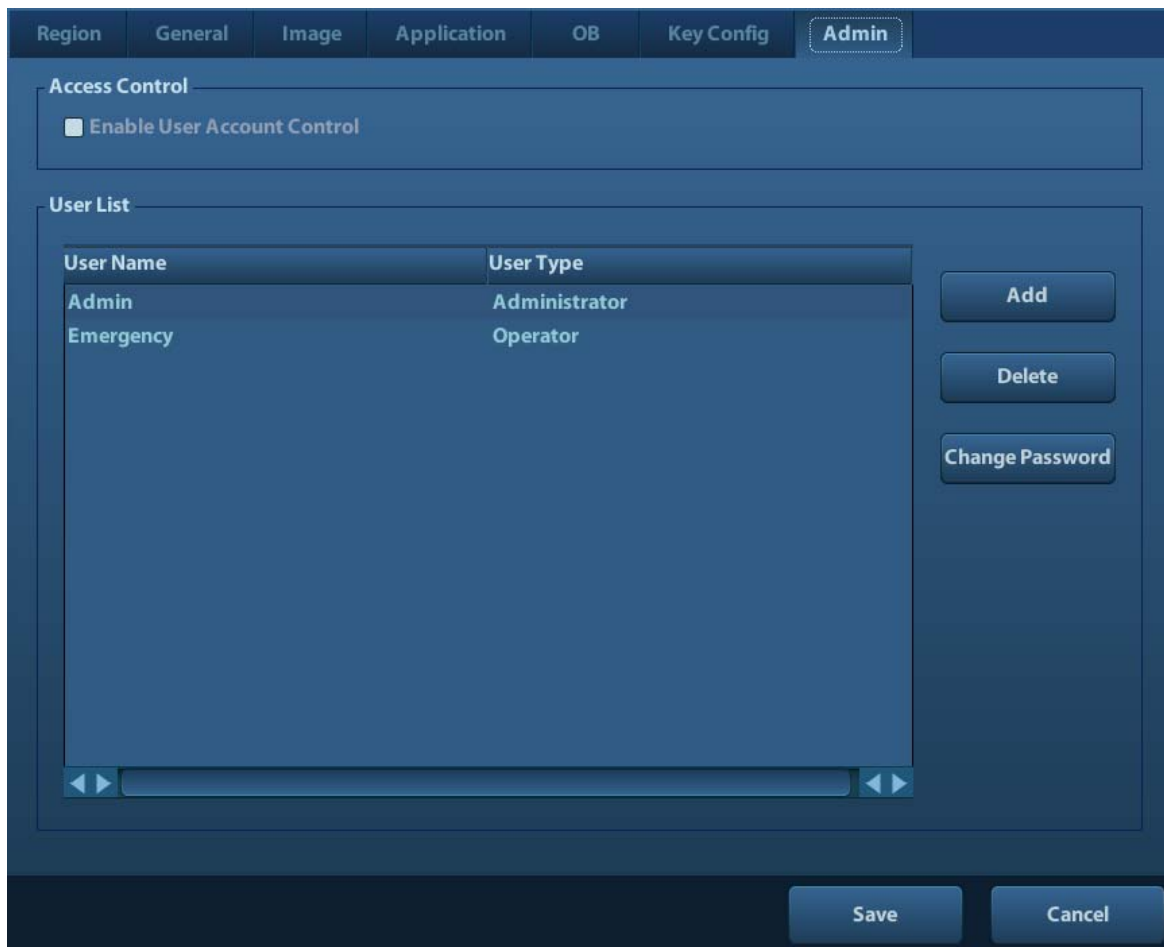 Region General Image Application OB Key Config Admin
Access Control
Enable User Account Control
User List
User Name User Type
Admin Administrator
Emergency Operator
Add
Delete
Change Password
Save Cancel